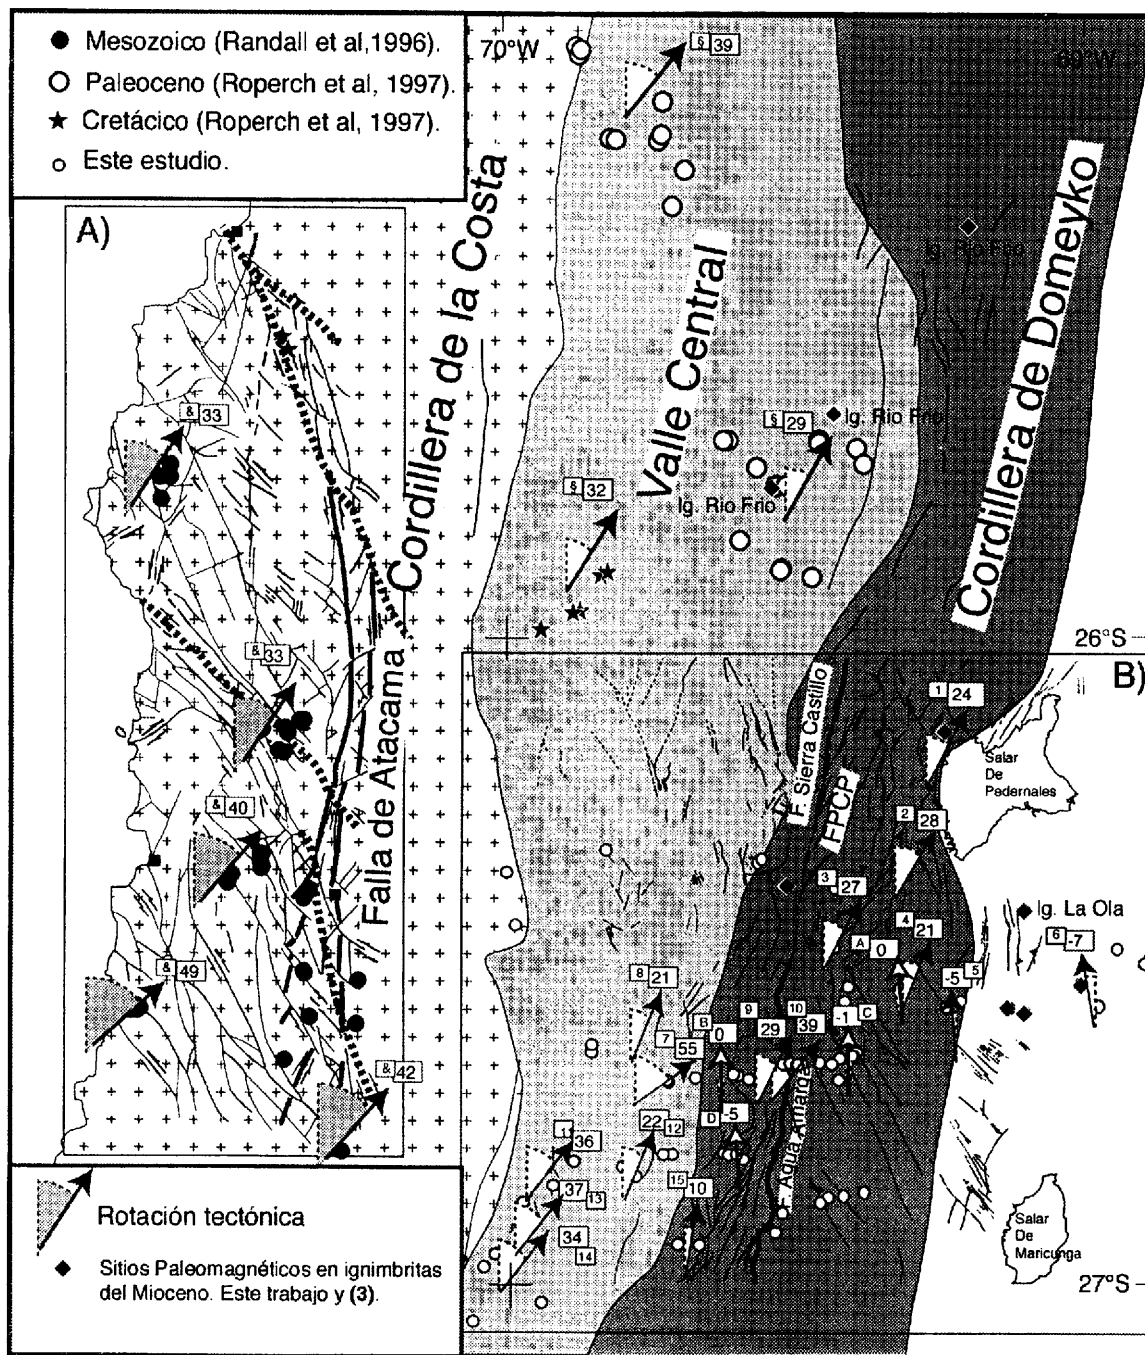 Mesozoico (Randall et al,1996).
Paleoceno (Roperch et al, 1997).
Cretácico (Roperch et al, 1997).
Este estudio.
A)
70°W
69°W
§ 39
Cordillera de la Costa
Valle Central
Cordillera de Domeyko
Rio Frio
& 33
§ 29
Ig. Rio Frio
§ 32
Ig. Rio Frio
26°S
& 33
B)
1 24
F. Sierra Castillo
FPCP
Salar
De
Pedernales
& 40
2 28
3 27
Falla de Atacama
Ig. La Ola
4 21
A 0
6 -7
& 49
8 21
-5 5
9 29
10 39
-1 C
B 0
7 55
& 42
D -5
F. Agua Amarga
11 36
22 12
15 10
37 13
34 14
Salar
De
Maricunga
27°S
Rotación tectónica
Sitios Paleomagnéticos en ignimbritas
del Mioceno. Este trabajo y (3).